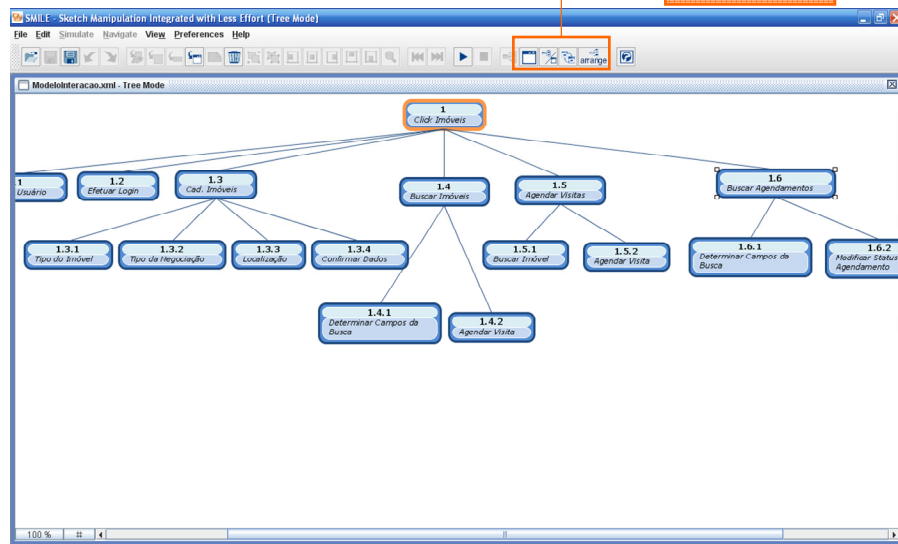 SMILE - Sketch Manipulation Integrated with Less Effort (Tree Mode)
File Edit Simulate Navigate View Preferences Help
arrange
ModeloInteracao.xml - Tree Mode
1
Click Imóveis
.1
Usuário
1.2
Efetuar Login
1.3
Cad. Imóveis
1.4
Buscar Imóveis
1.5
Agendar Visitas
1.6
Buscar Agendamentos
1.3.1
Tipo do Imóvel
1.3.2
Tipo da Negociação
1.3.3
Localização
1.3.4
Confirmar Dados
1.5.1
Buscar Imóvel
1.5.2
Agendar Visita
1.6.1
Determinar Campos da
Busca
1.6.2
Modificar Status
Agendamento
1.4.1
Determinar Campos da
Busca
1.4.2
Agendar Visita
100 %